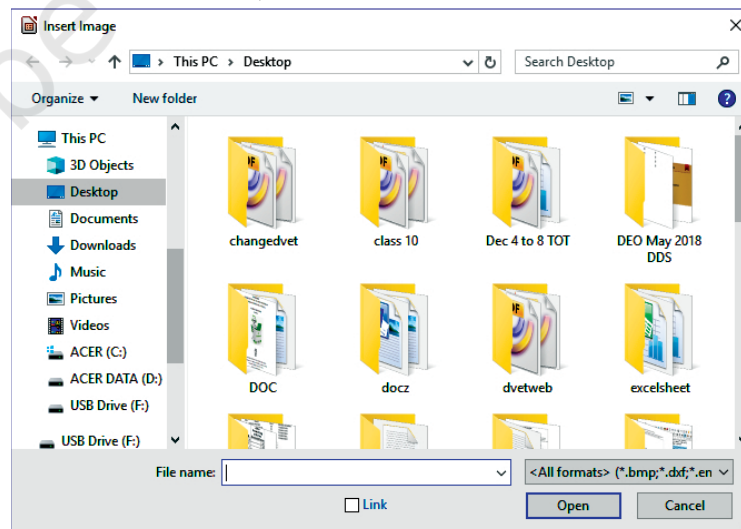 Insert Image
This PC > Desktop
Search Desktop
Organize
New folder
This PC
3D Objects
Desktop
Documents
Downloads
Music
Pictures
Videos
ACER (C:)
ACER DATA (D:)
USB Drive (F:)
USB Drive (F:)
changedvet
class 10
Dec 4 to 8 TOT
DEO May 2018
DDS
DOC
docz
dvetweb
excelsheet
File name:
<All formats> (*.bmp;*.dxf;*.en
Link
Open
Cancel